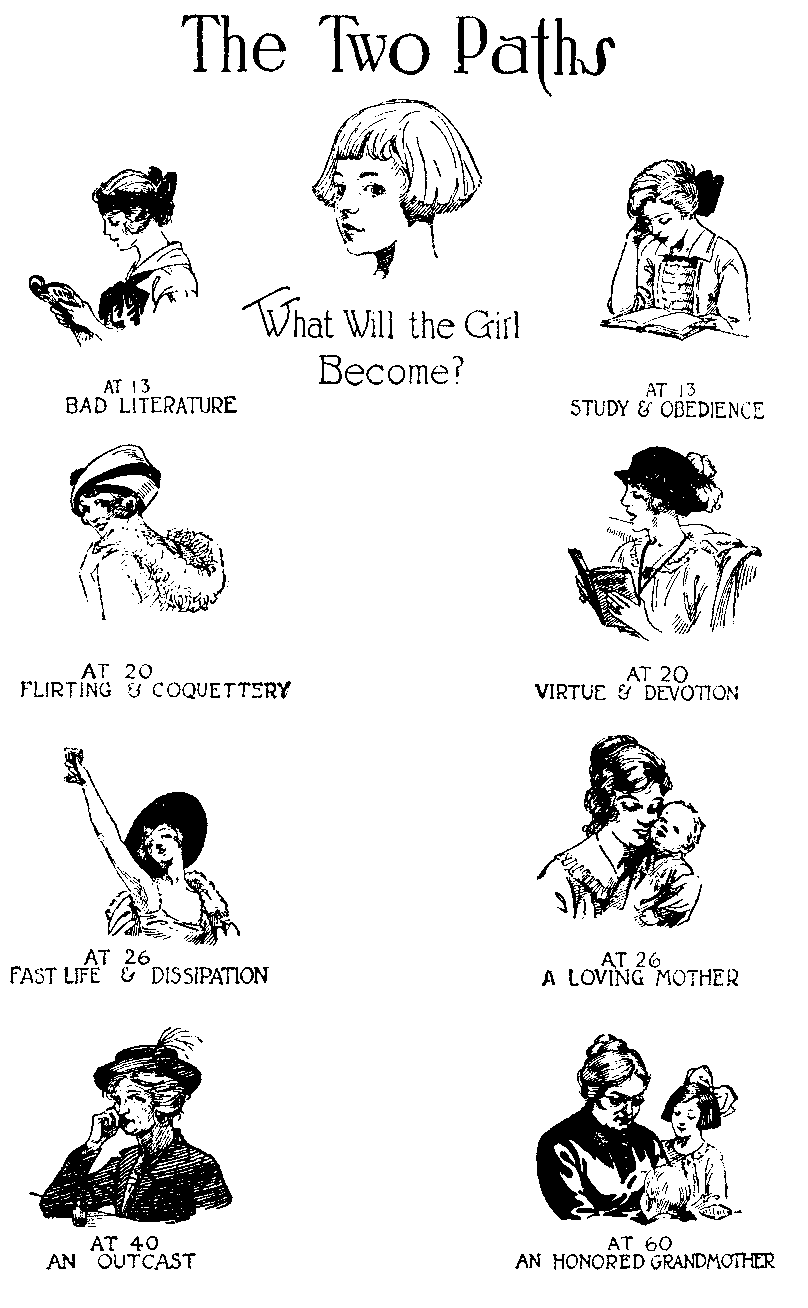 The Two Paths
What Will the Girl
Become?
AT 13
BAD LITERATURE
AT 13
STUDY & OBEDIENCE
AT 20
FLIRTING & COQUETTERY
AT 20
VIRTUE & DEVOTION
AT 26
FAST LIFE & DISSIPATION
AT 26
A LOVING MOTHER
AT 40
AN OUTCAST
AT 60
AN HONORED GRANDMOTHER